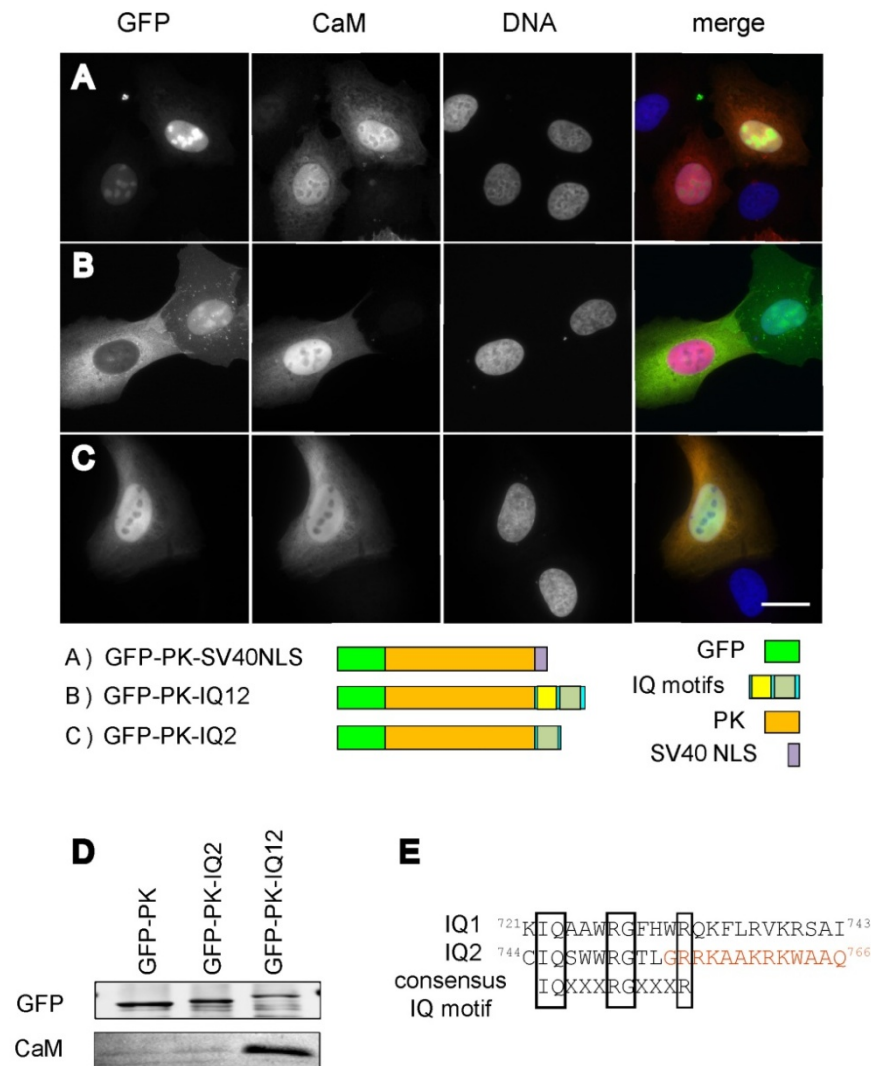 GFP CaM DNA merge
A
B
C
A) GFP-PK-SV40NLS
B) GFP-PK-IQ12
C) GFP-PK-IQ2
GFP
IQ motifs
PK
SV40 NLS
D
GFP-PK
GFP-PK-IQ2
GFP-PK-IQ12
GFP
CaM
E
IQ1 721KIQAAWRGFHWRQKFLRVKRSAI743
IQ2 744CIQSWWRGTLGRRKAAKRKWAAQ766
consensus IQXXXRGXXXR
IQ motif